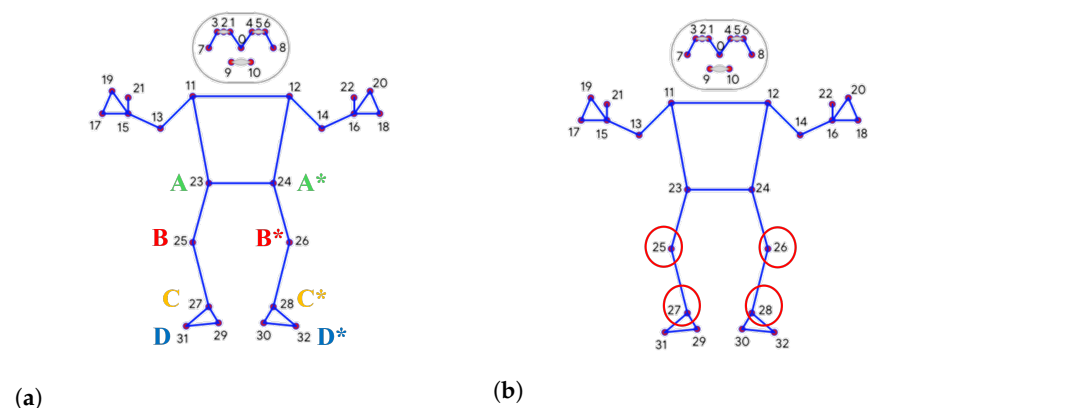 3 2 1 4 5 6
0
7 8
9 10
19 21 22 20
11 12
17 15 13 14 16 18
A 23 24 A*
B 25 B* 26
C 27 28 C*
D 31 29 30 32 D*
(a)
3 2 1 4 5 6
0
7 8
9 10
19 21 22 20
11 12
17 15 13 14 16 18
23 24
25 26
27 28
31 29 30 32
(b)